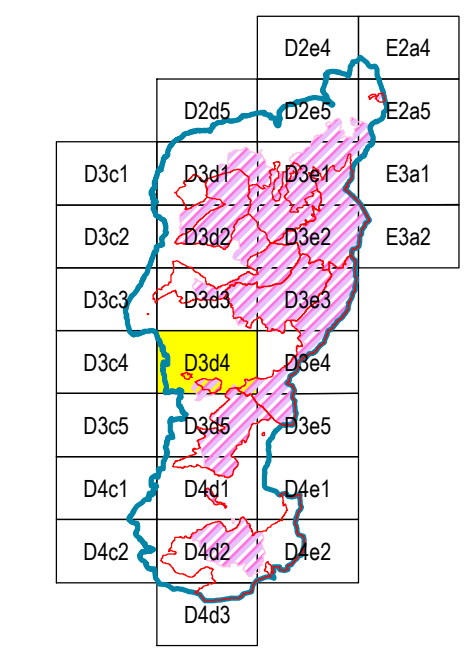 D2e4 E2a4
D2d5 D2e5 E2a5
D3c1 D3d1 D3e1 E3a1
D3c2 D3d2 D3e2 E3a2
D3c3 D3d3 D3e3
D3c4 D3d4 D3e4
D3c5 D3d5 D3e5
D4c1 D4d1 D4e1
D4c2 D4d2 D4e2
D4d3